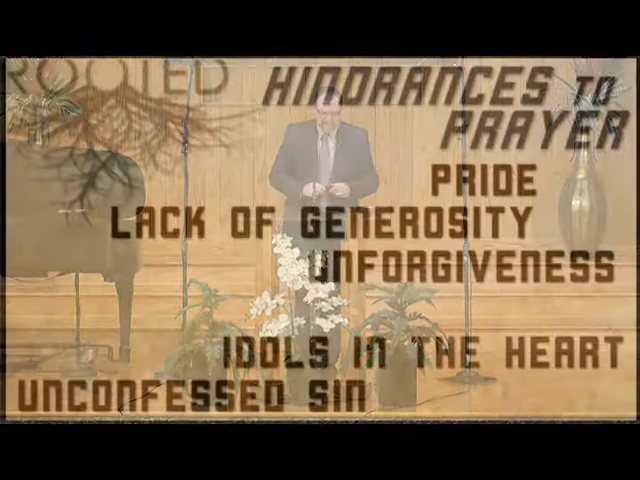 ROOTED
HINDRANCES TO
PRAYER
PRIDE
LACK OF GENEROSITY
UNFORGIVENESS
IDOLS IN THE HEART
UNCONFESSED SIN